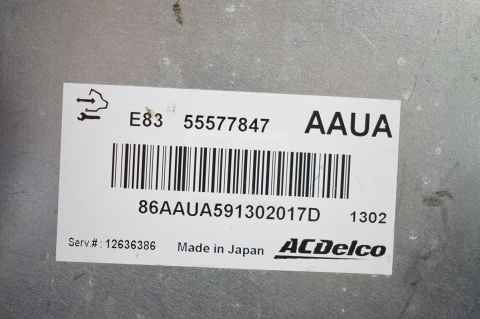 E83 55577847 AAUA
86AAUA591302017D 1302
Serv.#: 12636386 Made in Japan ACDelco